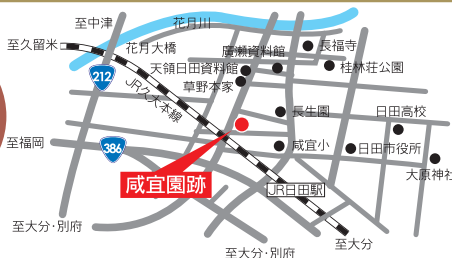 至中津
花月川
至久留米
花月大橋
廣瀬資料館
長福寺
天領日田資料館
桂林荘公園
212
草野本家
JR久大本線
長生園
日田高校
至福岡
386
咸宜小
日田市役所
大原神社
咸宜園跡
JR日田駅
至大分・別府
至大分
至大分・別府